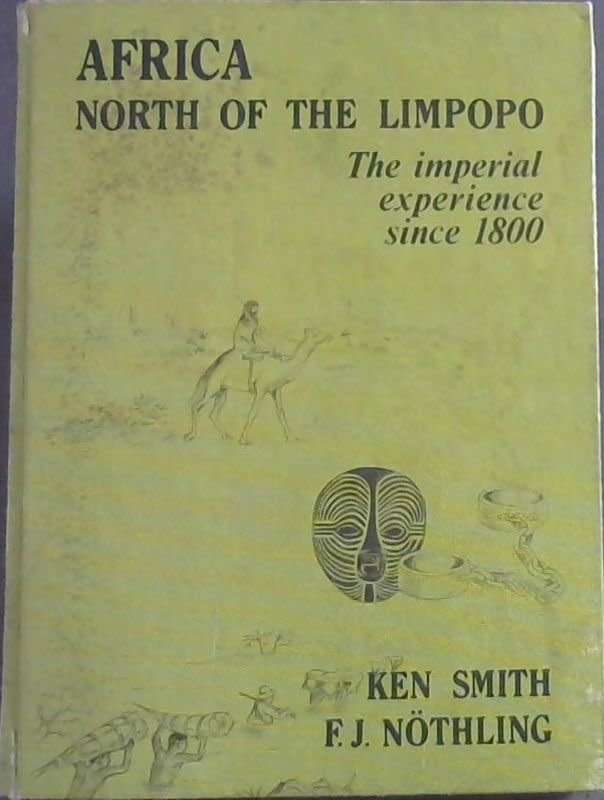 AFRICA
NORTH OF THE LIMPOPO
The imperial
experience
since 1800
KEN SMITH
F.J. NÖTHLING